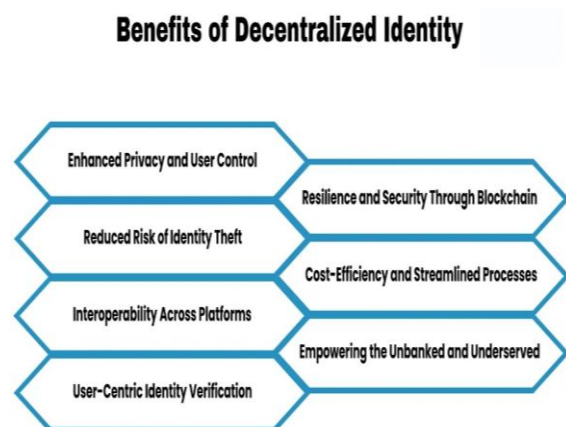 Benefits of Decentralized Identity
Enhanced Privacy and User Control
Resilience and Security Through Blockchain
Reduced Risk of Identity Theft
Cost-Efficiency and Streamlined Processes
Interoperability Across Platforms
Empowering the Unbanked and Underserved
User-Centric Identity Verification